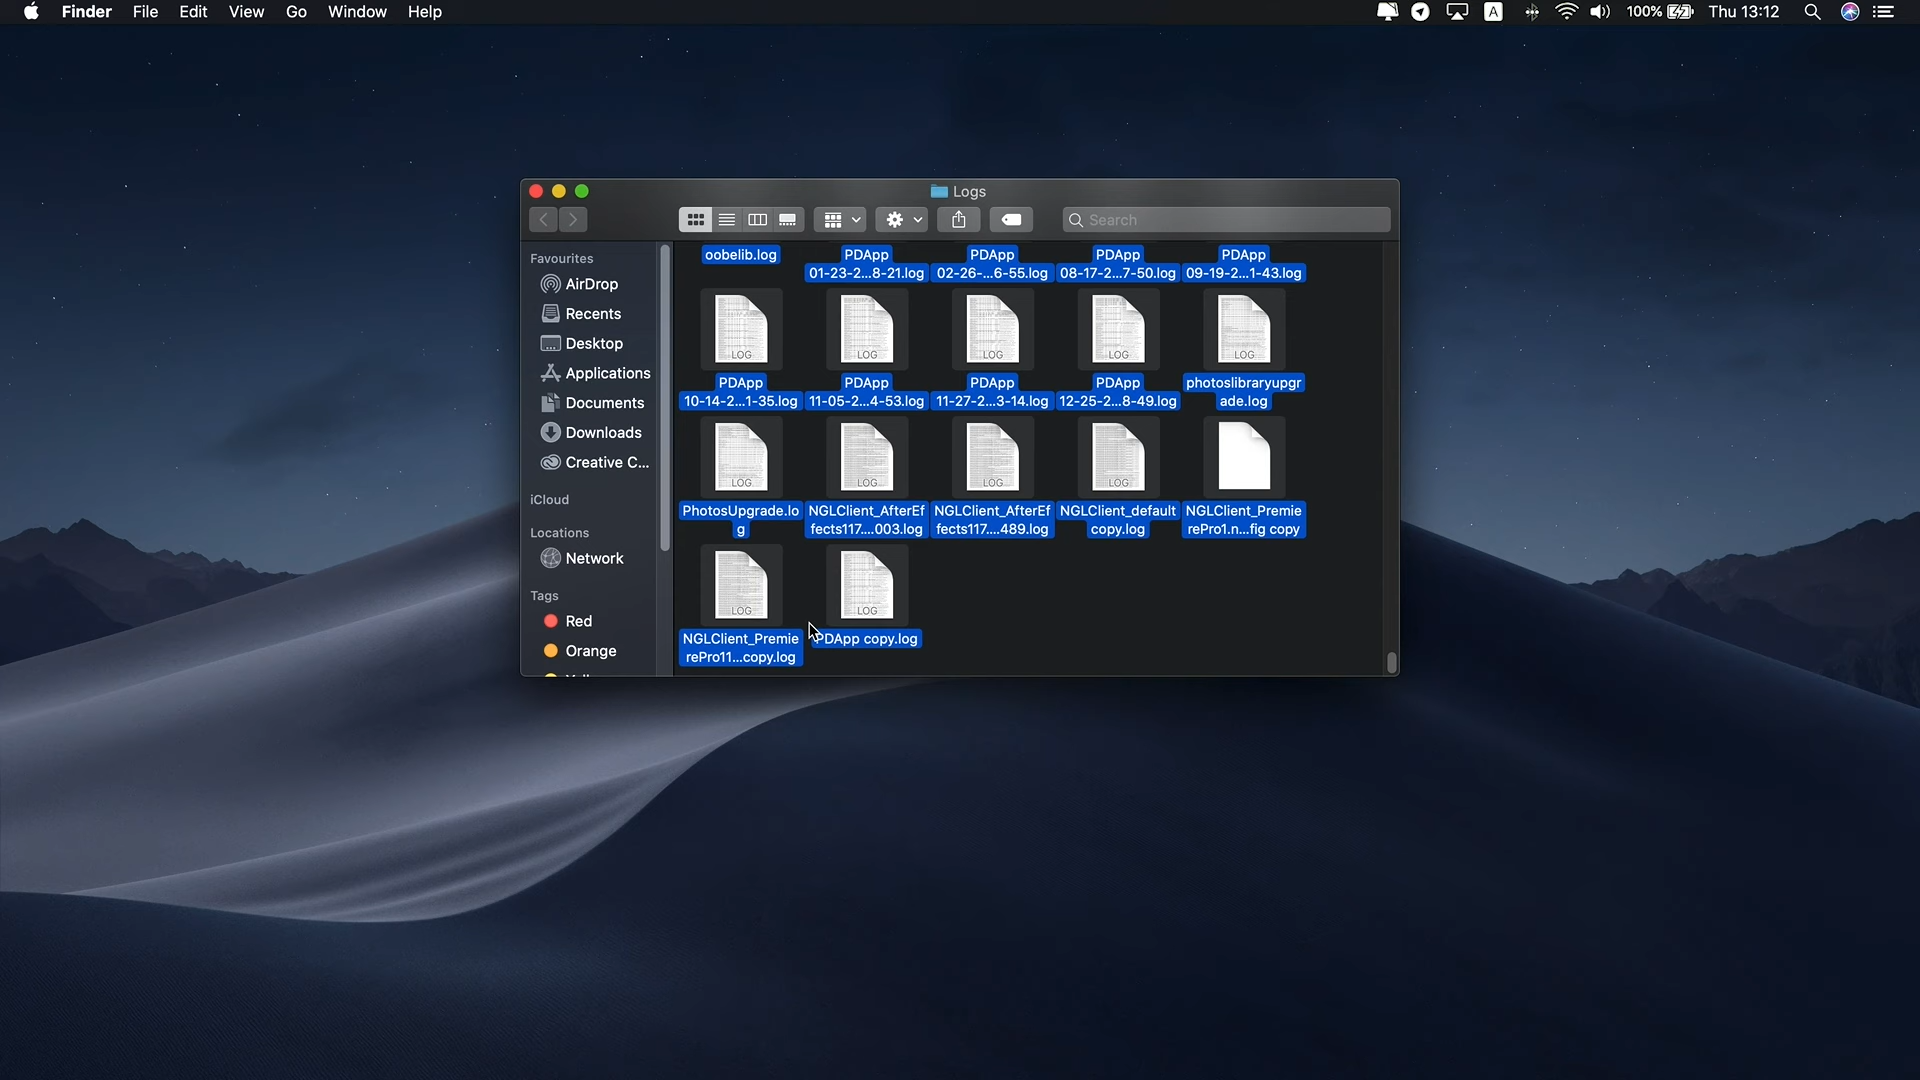 Finder File Edit View Go Window Help
A 100% Thu 13:12
Logs
Search
Favourites
AirDrop
Recents
Desktop
Applications
Documents
Downloads
Creative C...
iCloud
Locations
Network
Tags
Red
Orange
oobelib.log
PDApp
01-23-2...8-21.log
PDApp
02-26-...6-55.log
PDApp
08-17-2...7-50.log
PDApp
09-19-2...1-43.log
LOG
PDApp
10-14-2...1-35.log
LOG
PDApp
11-05-2...4-53.log
LOG
PDApp
11-27-2...3-14.log
LOG
PDApp
12-25-2...8-49.log
LOG
photoslibraryupgr
ade.log
LOG
PhotosUpgrade.lo
g
LOG
NGLClient_AfterEf
fects117....003.log
LOG
NGLClient_AfterEf
fects117....489.log
LOG
NGLClient_default
copy.log
NGLClient_Premie
rePro1.n...fig copy
LOG
NGLClient_Premie
rePro11...copy.log
LOG
PDApp copy.log